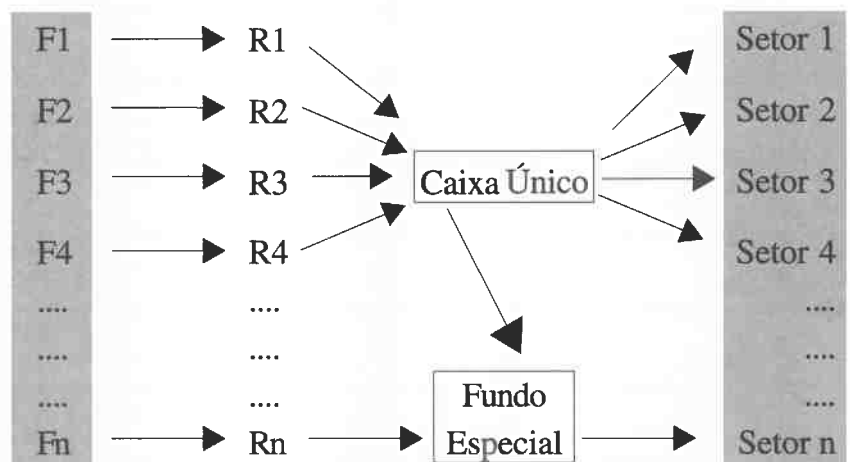 F1 R1 Setor 1
F2 R2 Setor 2
F3 R3 Caixa Único Setor 3
F4 R4 Setor 4
.... .... ....
.... .... ....
.... .... Fundo ....
Fn Rn Especial Setor n